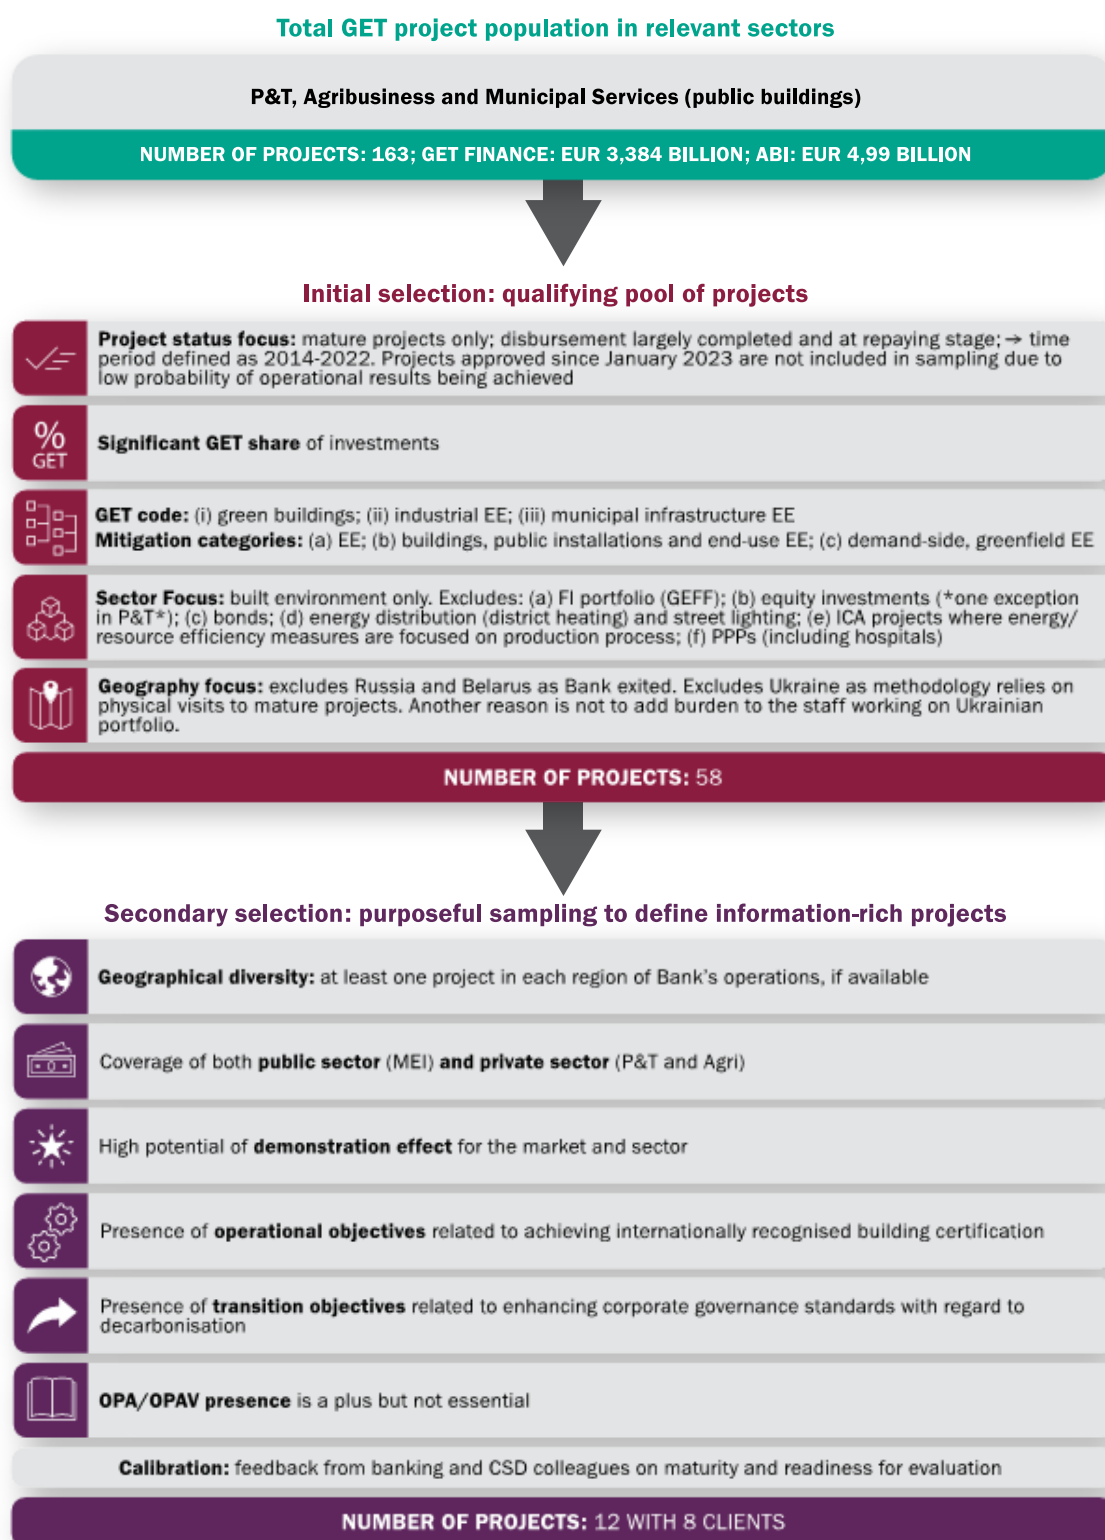 Total GET project population in relevant sectors
P&T, Agribusiness and Municipal Services (public buildings)
NUMBER OF PROJECTS: 163; GET FINANCE: EUR 3,384 BILLION; ABI: EUR 4,99 BILLION
Initial selection: qualifying pool of projects
Project status focus: mature projects only; disbursement largely completed and at repaying stage; → time
period defined as 2014-2022. Projects approved since January 2023 are not included in sampling due to
low probability of operational results being achieved
%
GET
Significant GET share of investments
GET code: (i) green buildings; (ii) industrial EE; (iii) municipal infrastructure EE
Mitigation categories: (a) EE; (b) buildings, public installations and end-use EE; (c) demand-side, greenfield EE
Sector Focus: built environment only. Excludes: (a) FI portfolio (GEFF); (b) equity investments (*one exception
in P&T*); (c) bonds; (d) energy distribution (district heating) and street lighting; (e) ICA projects where energy/
resource efficiency measures are focused on production process; (f) PPPs (including hospitals)
Geography focus: excludes Russia and Belarus as Bank exited. Excludes Ukraine as methodology relies on
physical visits to mature projects. Another reason is not to add burden to the staff working on Ukrainian
portfolio.
NUMBER OF PROJECTS: 58
Secondary selection: purposeful sampling to define information-rich projects
Geographical diversity: at least one project in each region of Bank's operations, if available
Coverage of both public sector (MEI) and private sector (P&T and Agri)
High potential of demonstration effect for the market and sector
Presence of operational objectives related to achieving internationally recognised building certification
Presence of transition objectives related to enhancing corporate governance standards with regard to
decarbonisation
OPA/OPAV presence is a plus but not essential
Calibration: feedback from banking and CSD colleagues on maturity and readiness for evaluation
NUMBER OF PROJECTS: 12 WITH 8 CLIENTS